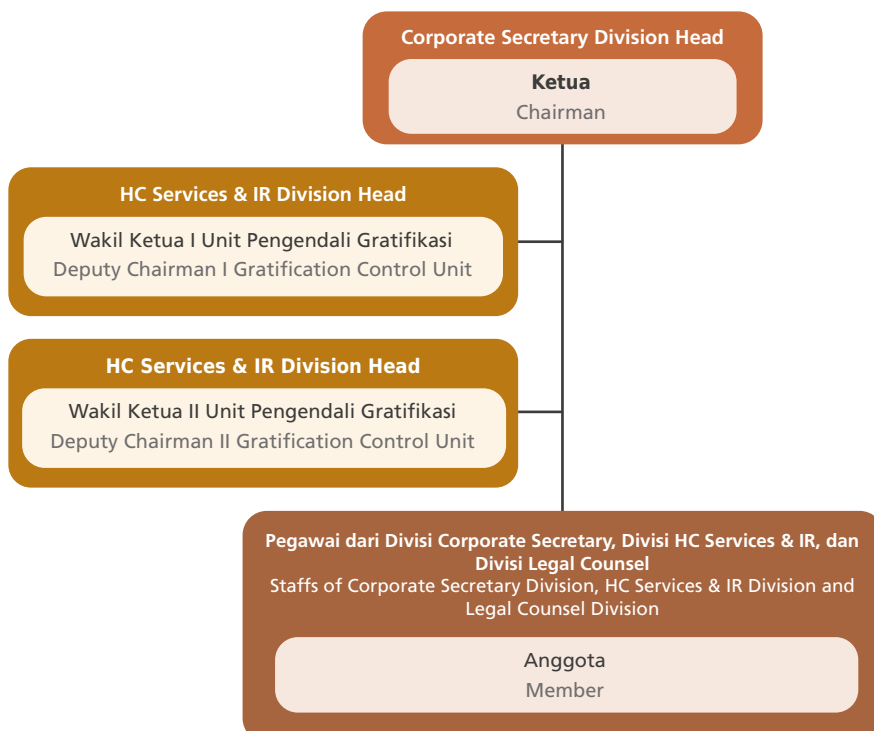 Corporate Secretary Division Head
Ketua
Chairman
HC Services & IR Division Head
Wakil Ketua I Unit Pengendali Gratifikasi
Deputy Chairman I Gratification Control Unit
HC Services & IR Division Head
Wakil Ketua II Unit Pengendali Gratifikasi
Deputy Chairman II Gratification Control Unit
Pegawai dari Divisi Corporate Secretary, Divisi HC Services & IR, dan
Divisi Legal Counsel
Staffs of Corporate Secretary Division, HC Services & IR Division and
Legal Counsel Division
Anggota
Member